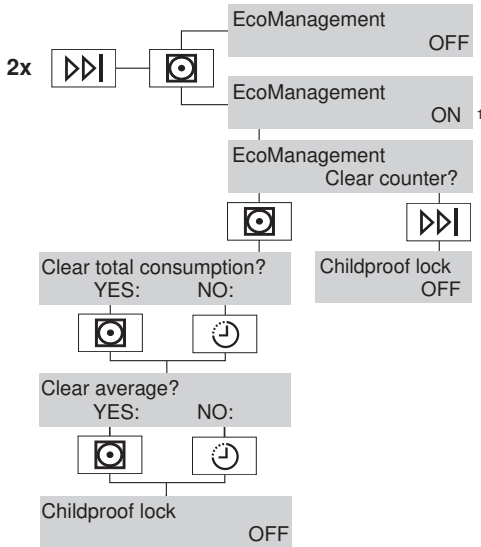 EcoManagement
OFF
2x
EcoManagement
ON 1
EcoManagement
Clear counter?
Clear total consumption?
YES: NO:
Childproof lock
OFF
Clear average?
YES: NO:
Childproof lock
OFF